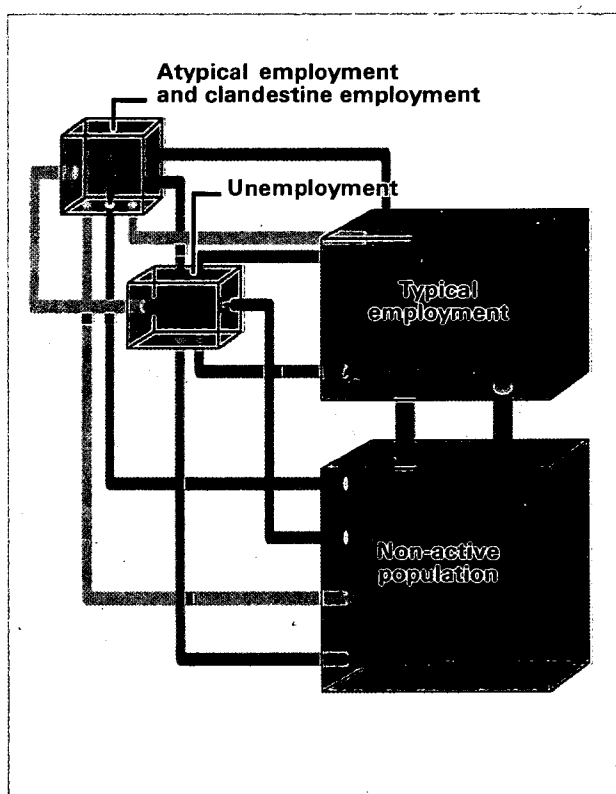 Atypical employment
and clandestine employment
Unemployment
Typical
employment
Non-active
population